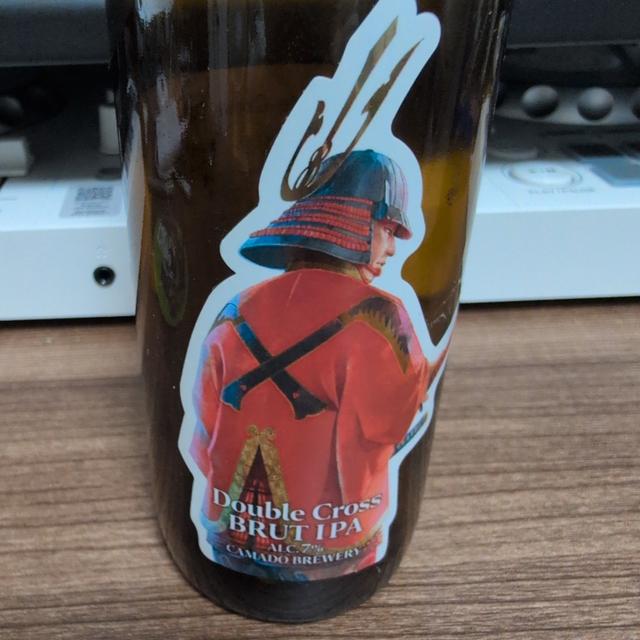 Double Cross
BRUT IPA
ALC. 7%
CAMADO BREWERY